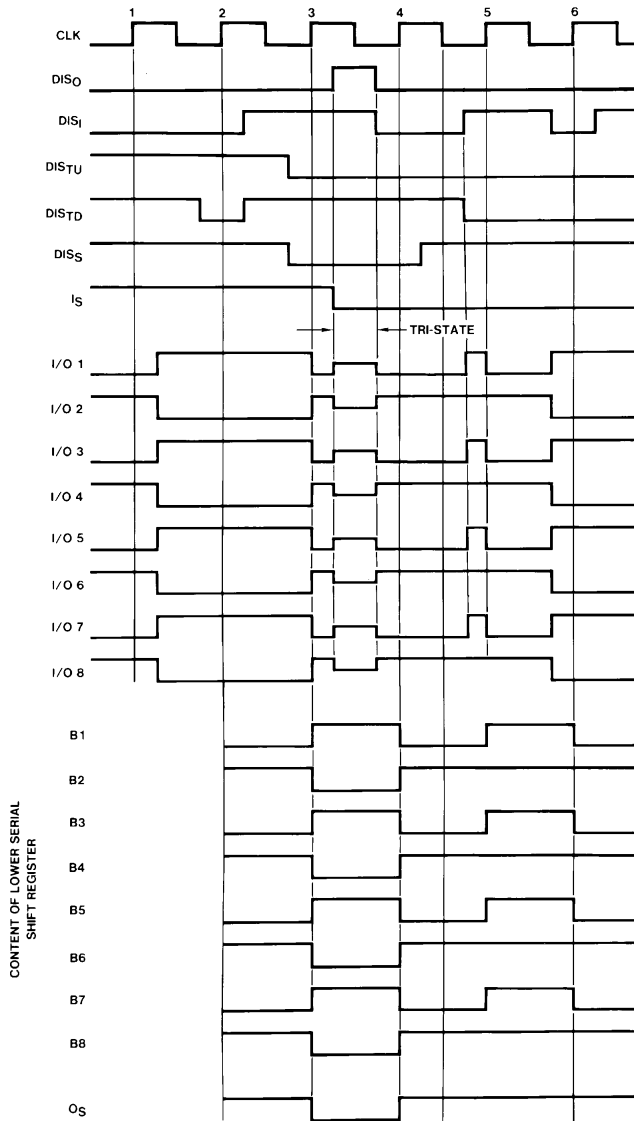 1 2 3 4 5 6
CLK
DISO
DISI
DISTU
DISTD
DISS
IS
TRI-STATE
I/O 1
I/O 2
I/O 3
I/O 4
I/O 5
I/O 6
I/O 7
I/O 8
B1
B2
B3
B4
B5
B6
B7
B8
OS
CONTENT OF LOWER SERIAL
SHIFT REGISTER